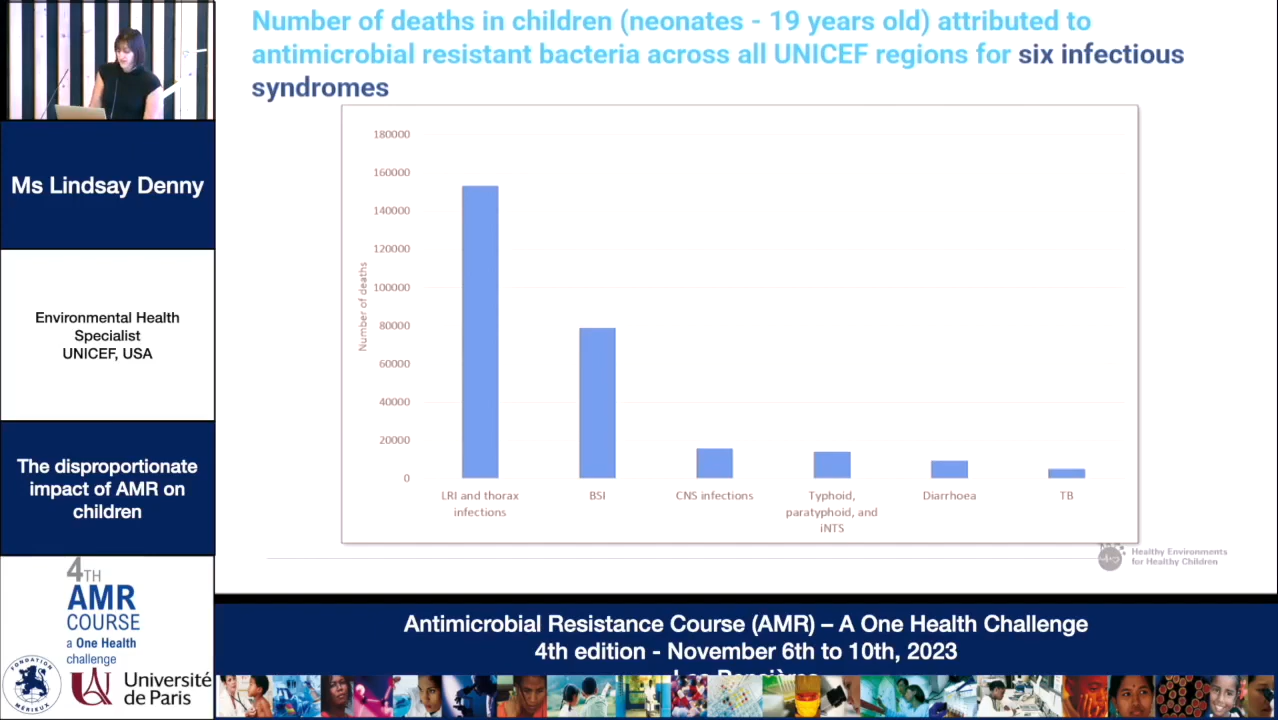 Number of deaths in children (neonates - 19 years old) attributed to
antimicrobial resistant bacteria across all UNICEF regions for six infectious
syndromes
180000
160000
140000
120000
100000
80000
60000
40000
20000
0
Number of deaths
LRI and thorax
infections
BSI
CNS infections
Typhoid,
paratyphoid, and
iNTS
Diarrhoea
TB
Healthy Environments
for Healthy Children
Ms Lindsay Denny
Environmental Health
Specialist
UNICEF, USA
The disproportionate
impact of AMR on
children
4TH
AMR
COURSE
a One Health
challenge
FONDATION
MÉRIEUX
Université
de Paris
Antimicrobial Resistance Course (AMR) – A One Health Challenge
4th edition - November 6th to 10th, 2023